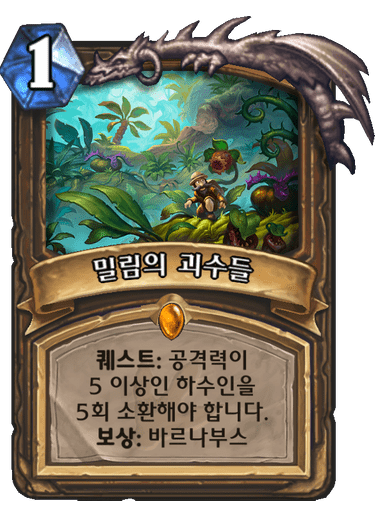 1
밀림의 괴수들
퀘스트: 공격력이
5 이상인 하수인을
5회 소환해야 합니다.
보상: 바르나부스